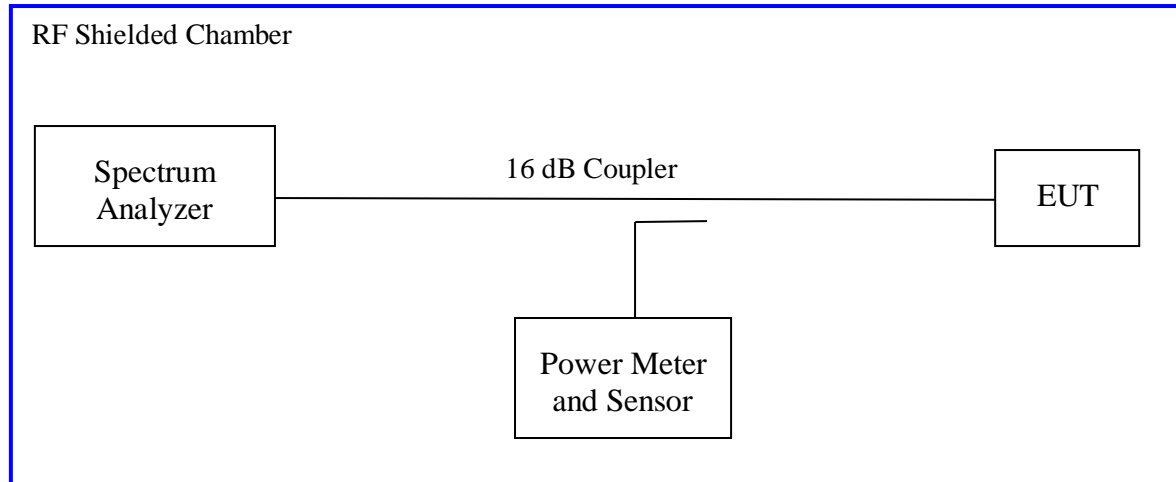 RF Shielded Chamber
Spectrum
Analyzer
16 dB Coupler
EUT
Power Meter
and Sensor